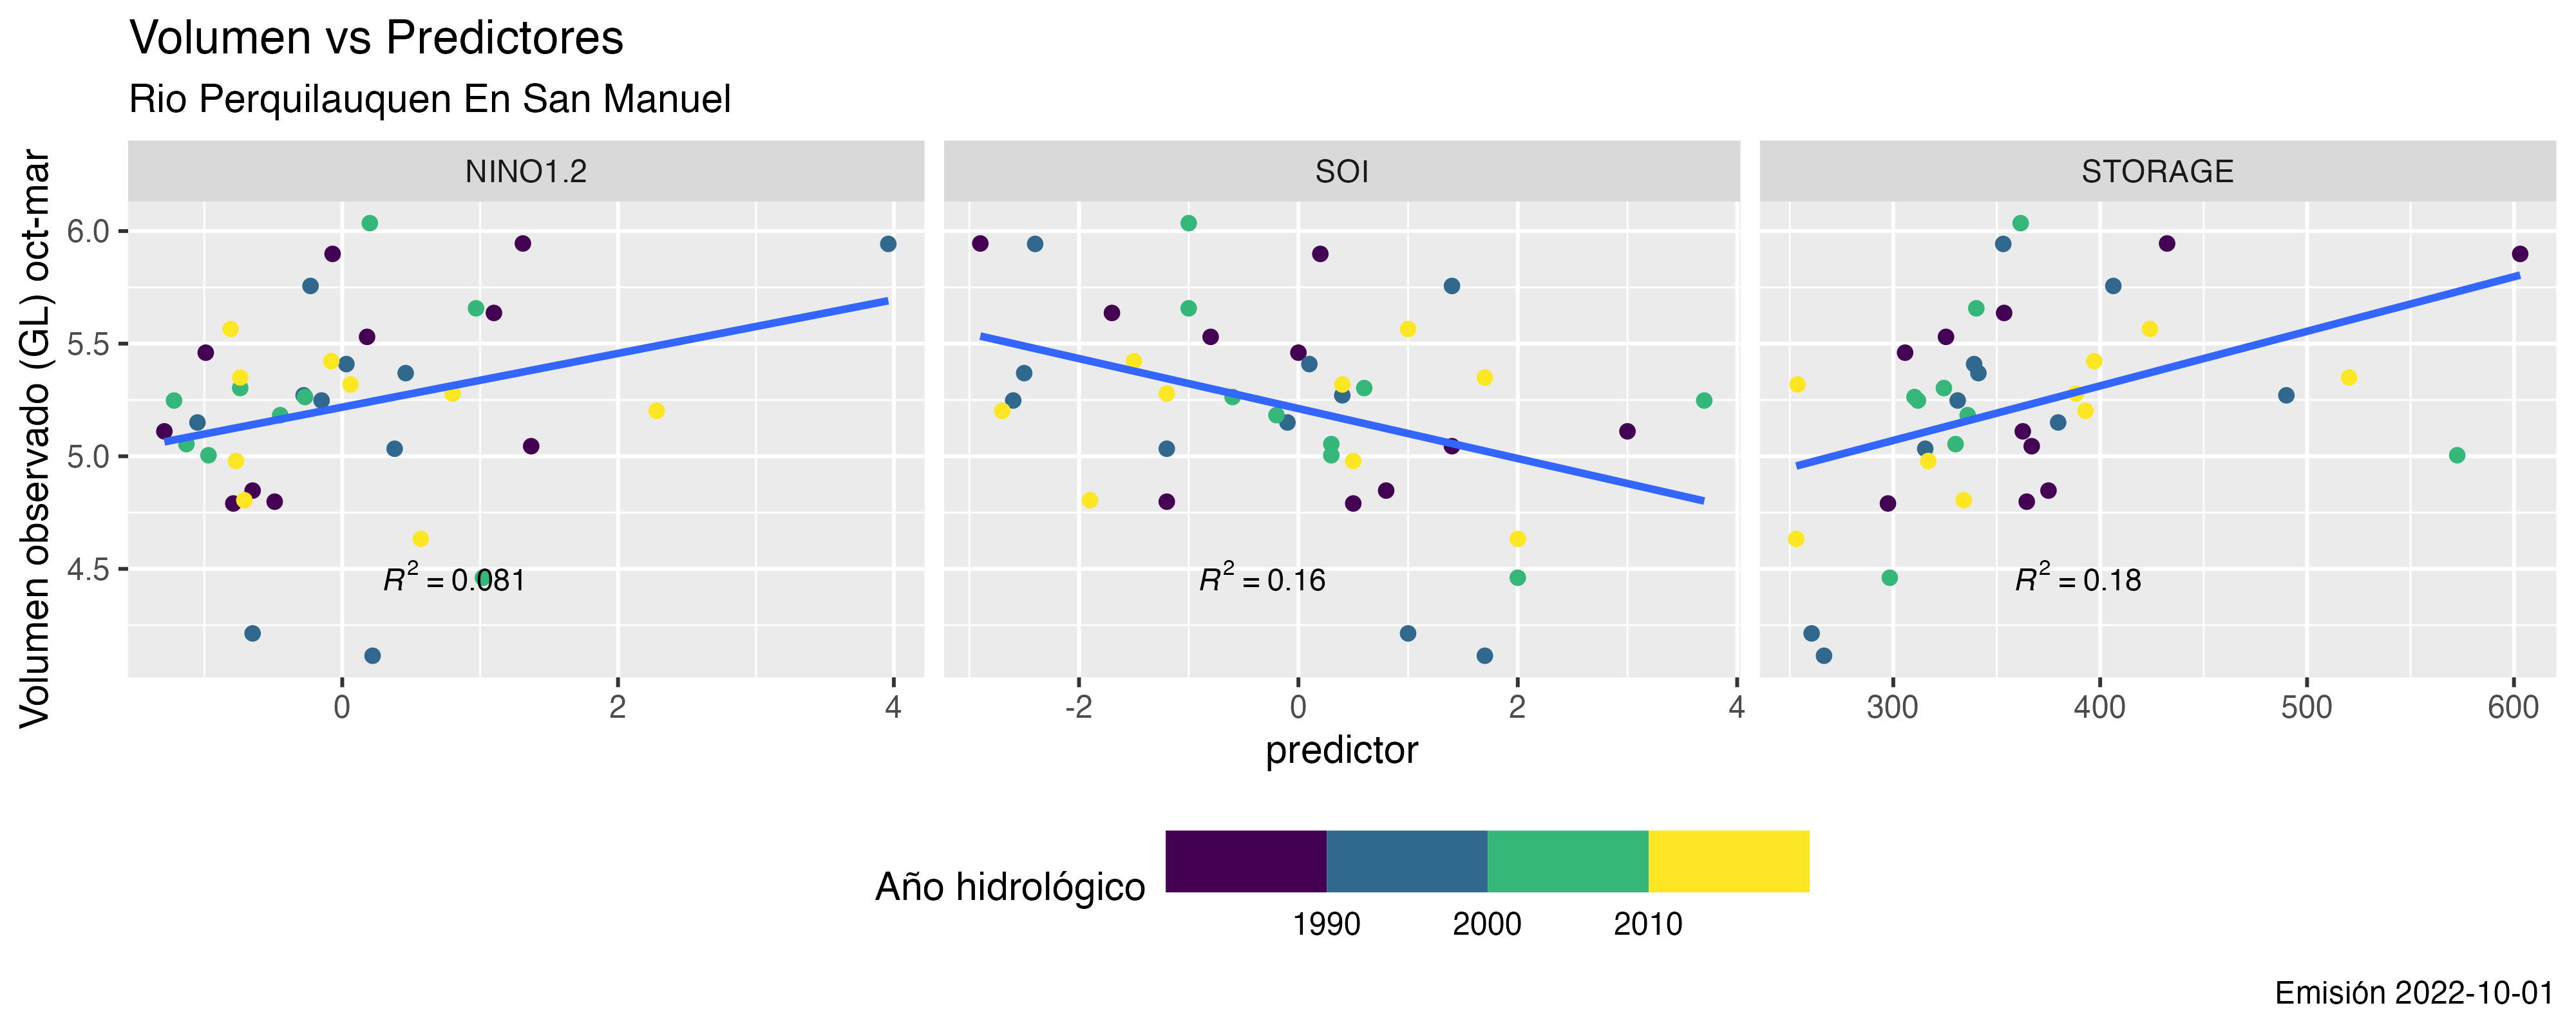 Volumen vs Predictores
Rio Perquilauquen En San Manuel
NINO1.2 SOI STORAGE
Volumen observado (GL) oct-mar
6.0
5.5
5.0
4.5
R² = 0.081 R² = 0.16 R² = 0.18
0 2 4 -2 0 2 4 300 400 500 600
predictor
Año hidrológico
1990 2000 2010
Emisión 2022-10-01